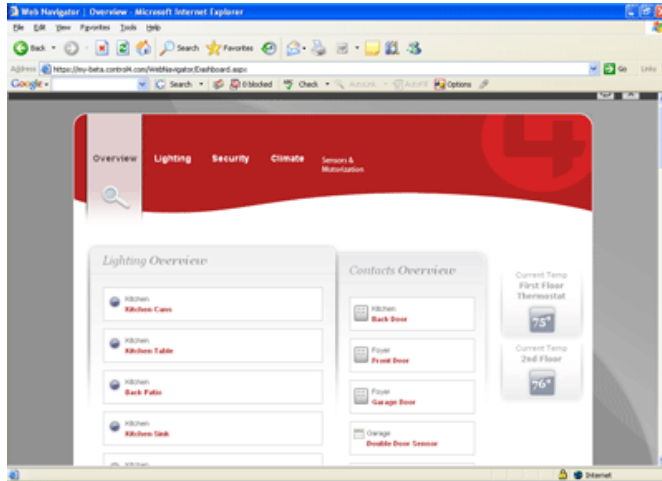 Web Navigator | Overview - Microsoft Internet Explorer
File Edit View Favorites Tools Help
Back Search Favorites
Address https://my-beta.control4.com/WebNavigator/Dashboard.aspx Go Links
Google Search 0 blocked Check AutoLink AutoFill Options
Overview Lighting Security Climate Sensors &
Motorization
4
Lighting Overview
Kitchen
Kitchen Cans
Kitchen
Kitchen Table
Kitchen
Back Patio
Kitchen
Kitchen Sink
Kitchen
Contacts Overview
Kitchen
Back Door
Foyer
Front Door
Foyer
Garage Door
Garage
Double Door Sensor
Current Temp
First Floor
Thermostat
75°
Current Temp
2nd Floor
76°
Internet